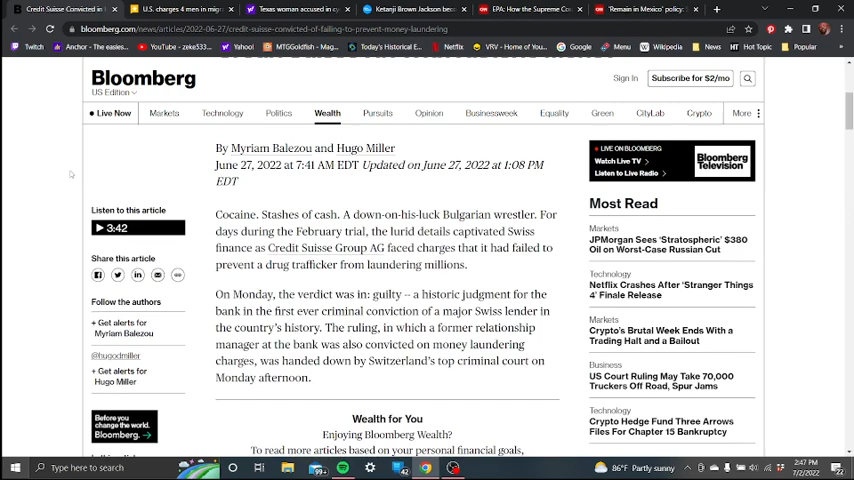 Credit Suisse Convicted in
U.S. charges 4 men in mig
Texas woman accused in cy
Ketanji Brown Jackson bec
EPA: How the Supreme Co
'Remain in Mexico' policy: S
bloomberg.com/news/articles/2022-06-27/credit-suisse-convicted-of-failing-to-prevent-money-laundering
Twitch
Anchor - The easies...
YouTube - zeke533...
Yahoo!
MTGGoldfish - Mag...
Today's Historical E...
Netflix
VRV - Home of Your...
Google
Menu
Wikipedia
News
Hot Topic
Popular
Bloomberg
US Edition
Sign In
Subscribe for $2/mo
Live Now
Markets
Technology
Politics
Wealth
Pursuits
Opinion
Businessweek
Equality
Green
CityLab
Crypto
More
By Myriam Balezou and Hugo Miller
June 27, 2022 at 7:41 AM EDT Updated on June 27, 2022 at 1:08 PM
EDT
Listen to this article
3:42
Share this article
Follow the authors
+ Get alerts for
Myriam Balezou
@hugodmiller
+ Get alerts for
Hugo Miller
Before you
change the world.
Bloomberg. →
Cocaine. Stashes of cash. A down-on-his-luck Bulgarian wrestler. For
days during the February trial, the lurid details captivated Swiss
finance as Credit Suisse Group AG faced charges that it had failed to
prevent a drug trafficker from laundering millions.
On Monday, the verdict was in: guilty -- a historic judgment for the
bank in the first ever criminal conviction of a major Swiss lender in
the country's history. The ruling, in which a former relationship
manager at the bank was also convicted on money laundering
charges, was handed down by Switzerland's top criminal court on
Monday afternoon.
Wealth for You
Enjoying Bloomberg Wealth?
To read more articles based on your personal financial goals,
LIVE ON BLOOMBERG
Watch Live TV
Listen to Live Radio
Bloomberg
Television
Most Read
Markets
JPMorgan Sees 'Stratospheric' $380
Oil on Worst-Case Russian Cut
Technology
Netflix Crashes After 'Stranger Things
4' Finale Release
Markets
Crypto's Brutal Week Ends With a
Trading Halt and a Bailout
Business
US Court Ruling May Take 70,000
Truckers Off Road, Spur Jams
Technology
Crypto Hedge Fund Three Arrows
Files For Chapter 15 Bankruptcy
Type here to search
99+
42
86°F Partly sunny
2:47 PM
7/2/2022
22